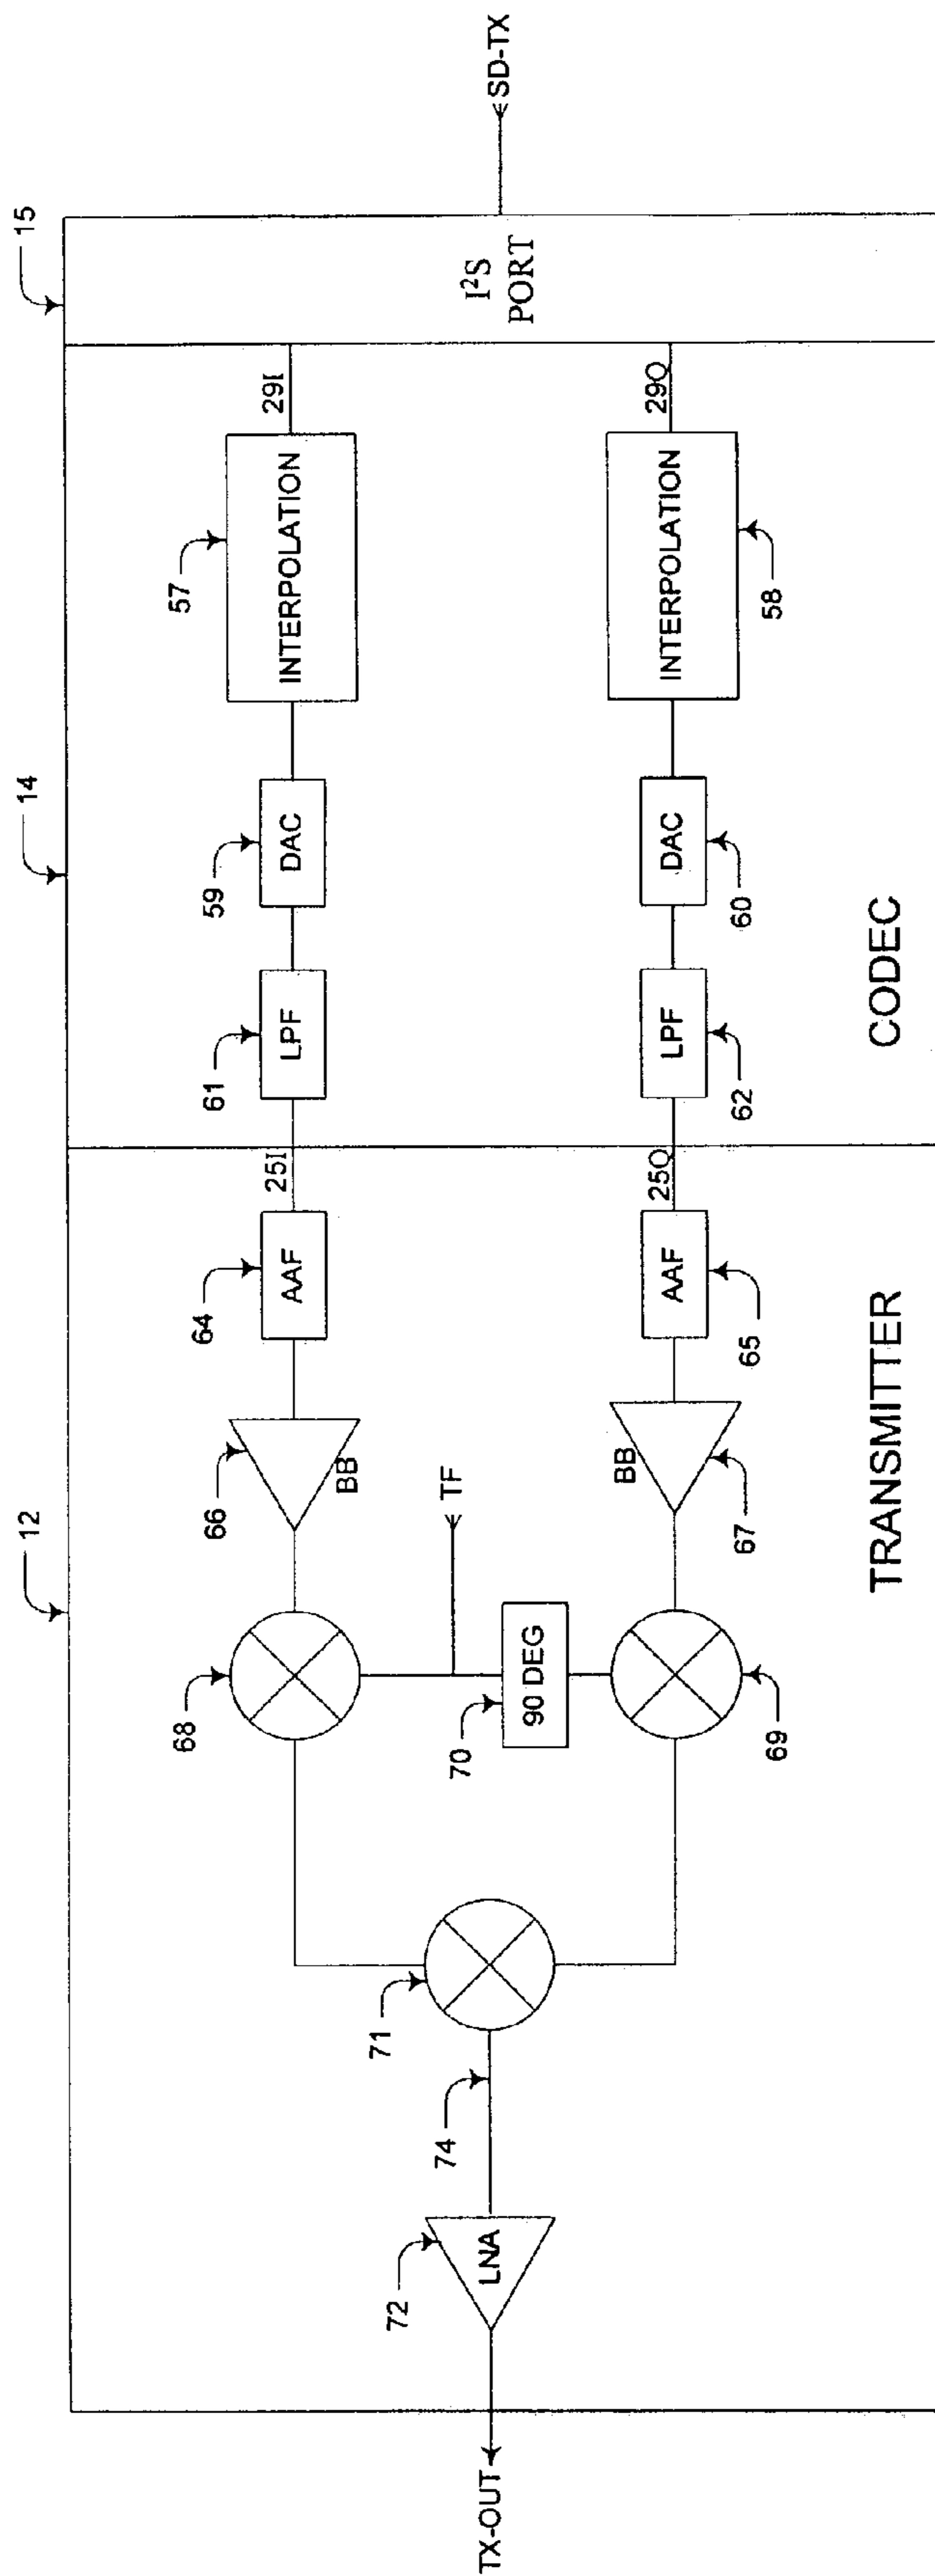 12
14
15
68
66
64
61
59
57
BB
AAF
25I
LPF
DAC
INTERPOLATION
29I
TX-OUT
72
LNA
74
71
70
90 DEG
TF
I²S
PORT
SD-TX
BB
AAF
25Q
LPF
DAC
INTERPOLATION
29Q
69
67
65
62
60
58
TRANSMITTER
CODEC